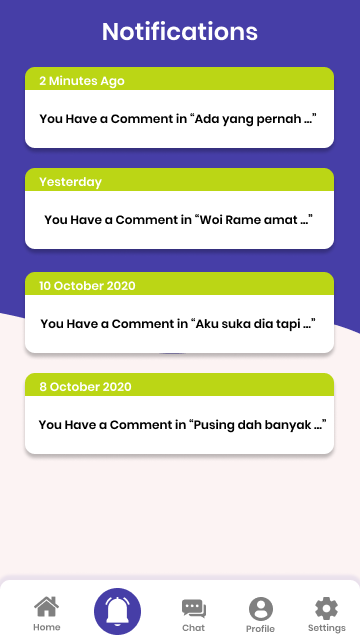 Notifications
2 Minutes Ago
You Have a Comment in “Ada yang pernah ...”
Yesterday
You Have a Comment in “Woi Rame amat ...”
10 October 2020
You Have a Comment in “Aku suka dia tapi ...”
8 October 2020
You Have a Comment in “Pusing dah banyak ...”
Home
Chat
Profile
Settings